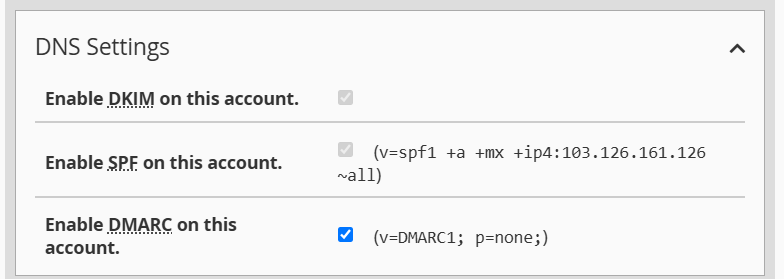 DNS Settings
Enable DKIM on this account.
Enable SPF on this account.
(v=spf1 +a +mx +ip4:103.126.161.126
~all)
Enable DMARC on this
account.
(v=DMARC1; p=none;)